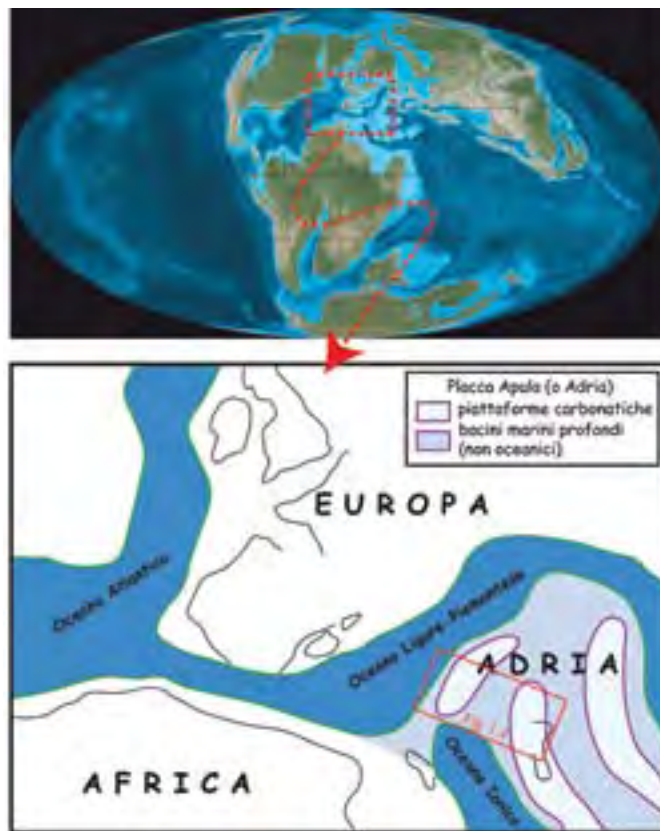 Placca Apula (o Adria)
piattaforme carbonatiche
bacini marini profondi
(non oceanici)
EUROPA
Oceano Atlantico
Oceano Ligure Piemontese
ADRIA
Oceano Ionico
AFRICA